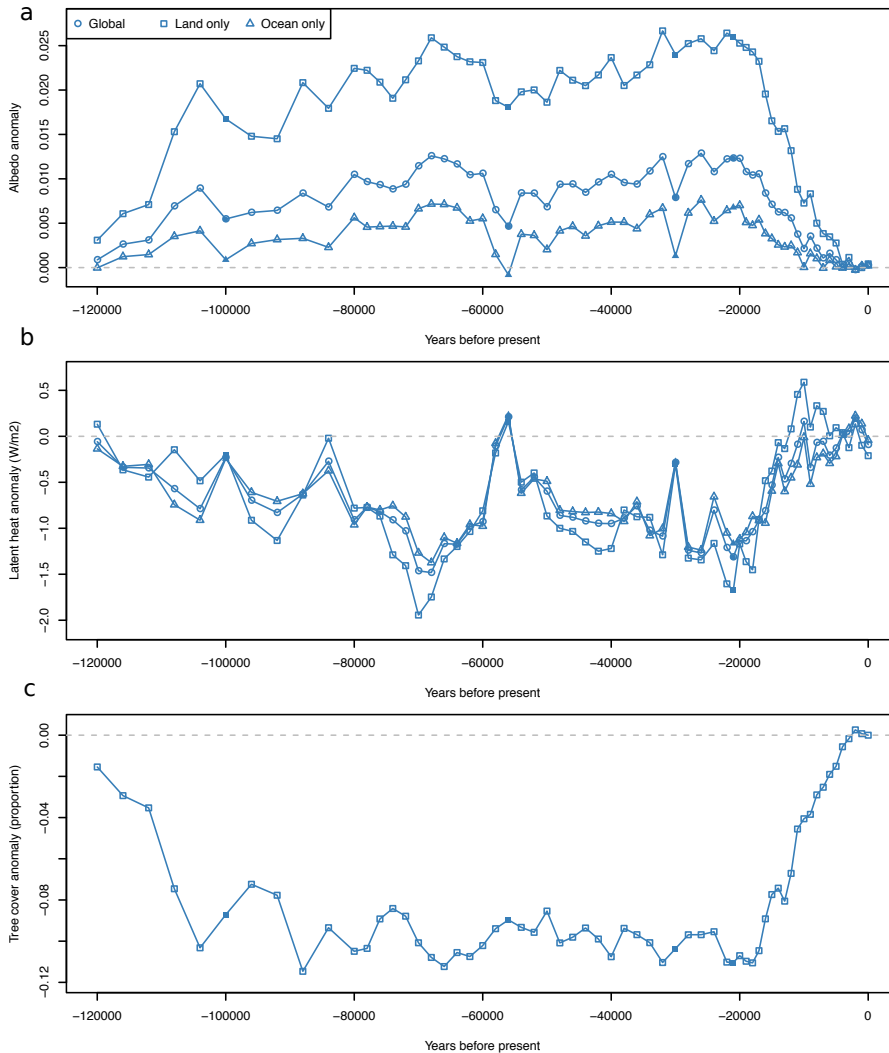 a
Global Land only Ocean only
Albedo anomaly
0.000 0.005 0.010 0.015 0.020 0.025
−120000 −100000 −80000 −60000 −40000 −20000 0
Years before present
b
Latent heat anomaly (W/m2)
−2.0 −1.5 −1.0 −0.5 0.0 0.5
−120000 −100000 −80000 −60000 −40000 −20000 0
Years before present
c
Tree cover anomaly (proportion)
−0.12 −0.08 −0.04 0.00
−120000 −100000 −80000 −60000 −40000 −20000 0
Years before present